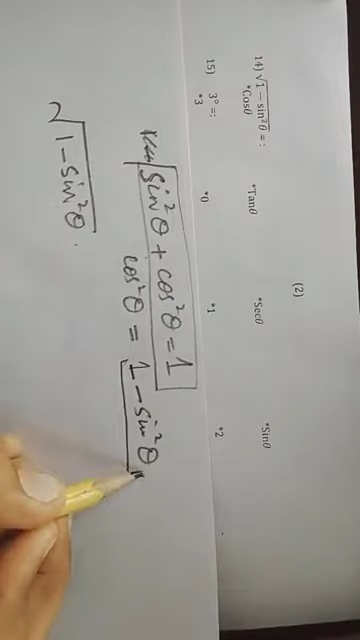 (2)
14) √1 − sin²θ =:
*Cosθ *Tanθ *Secθ *Sinθ
15) 3° =:
*3 *0 *1 *2
sin²θ + cos²θ = 1
cos²θ = 1 − sin²θ
√1 − sin²θ.